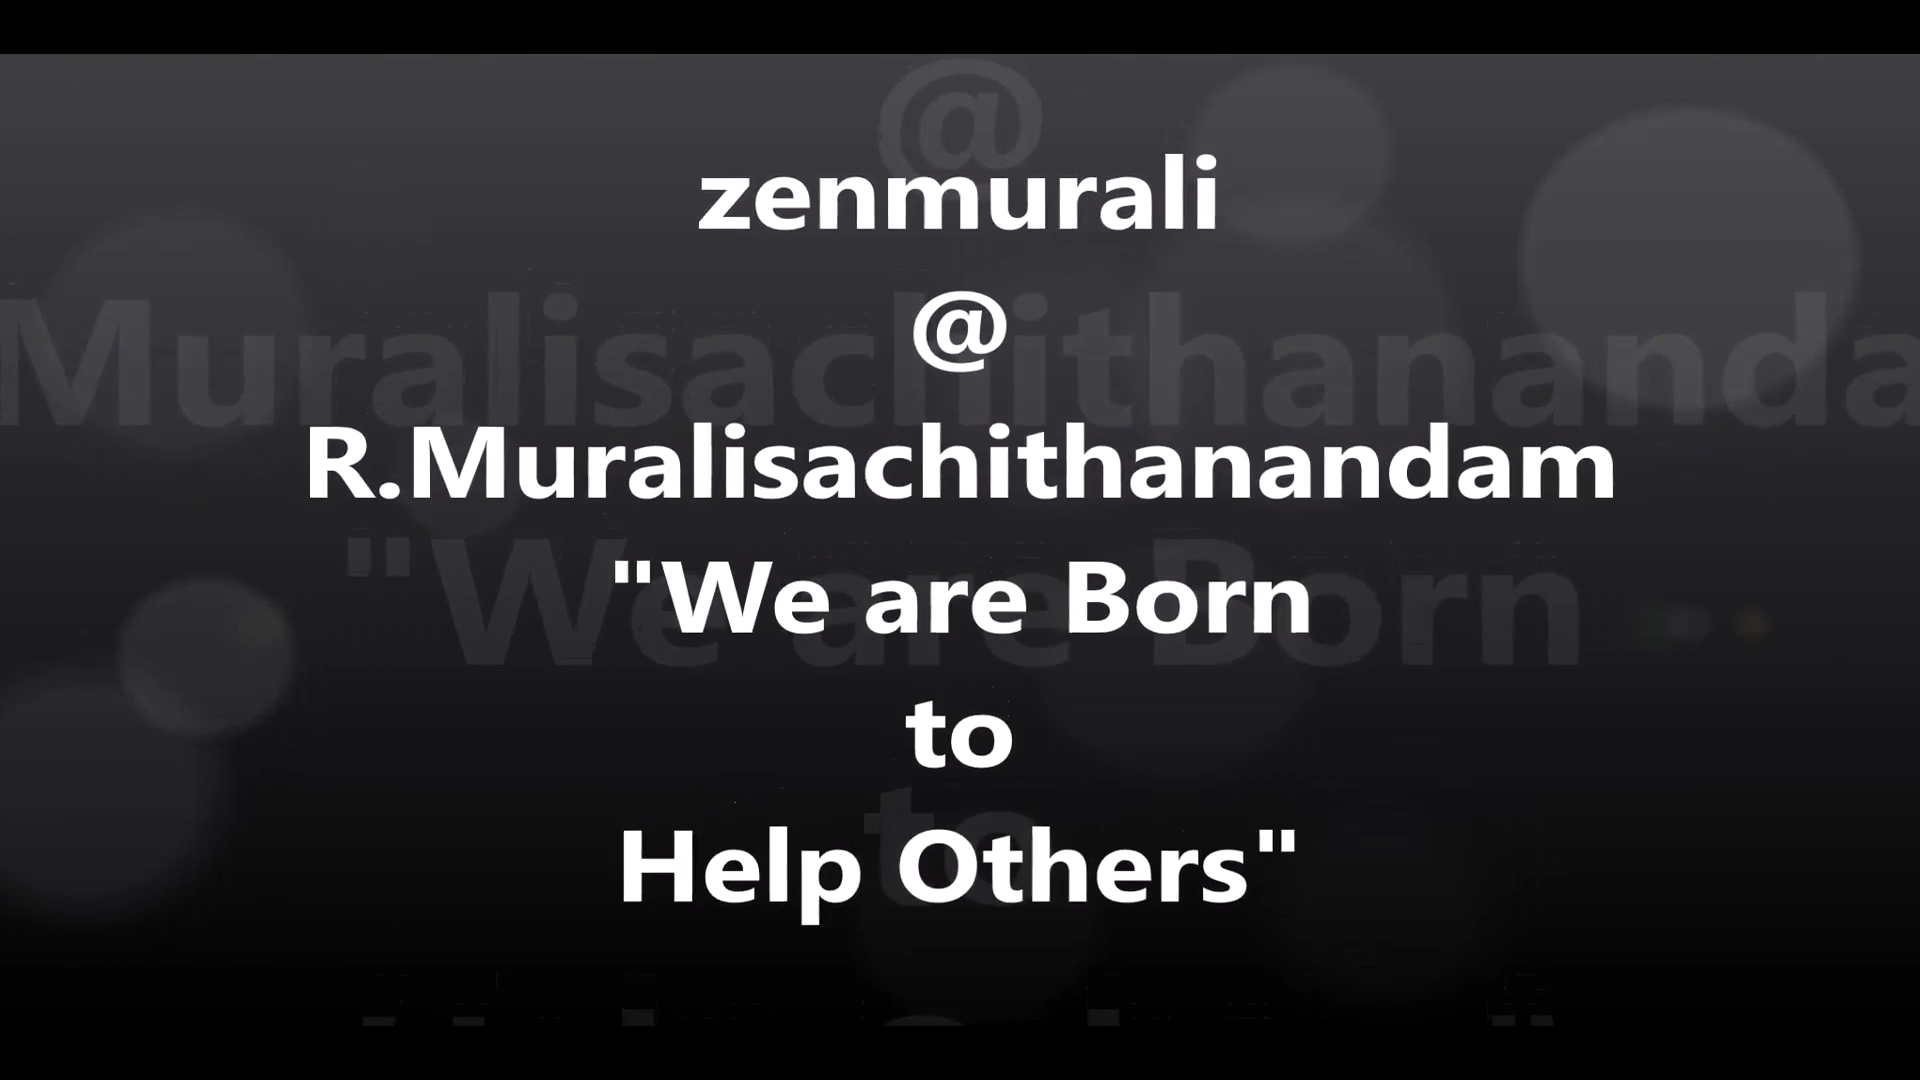 zenmurali
@
R.Muralisachithanandam
"We are Born
to
Help Others"